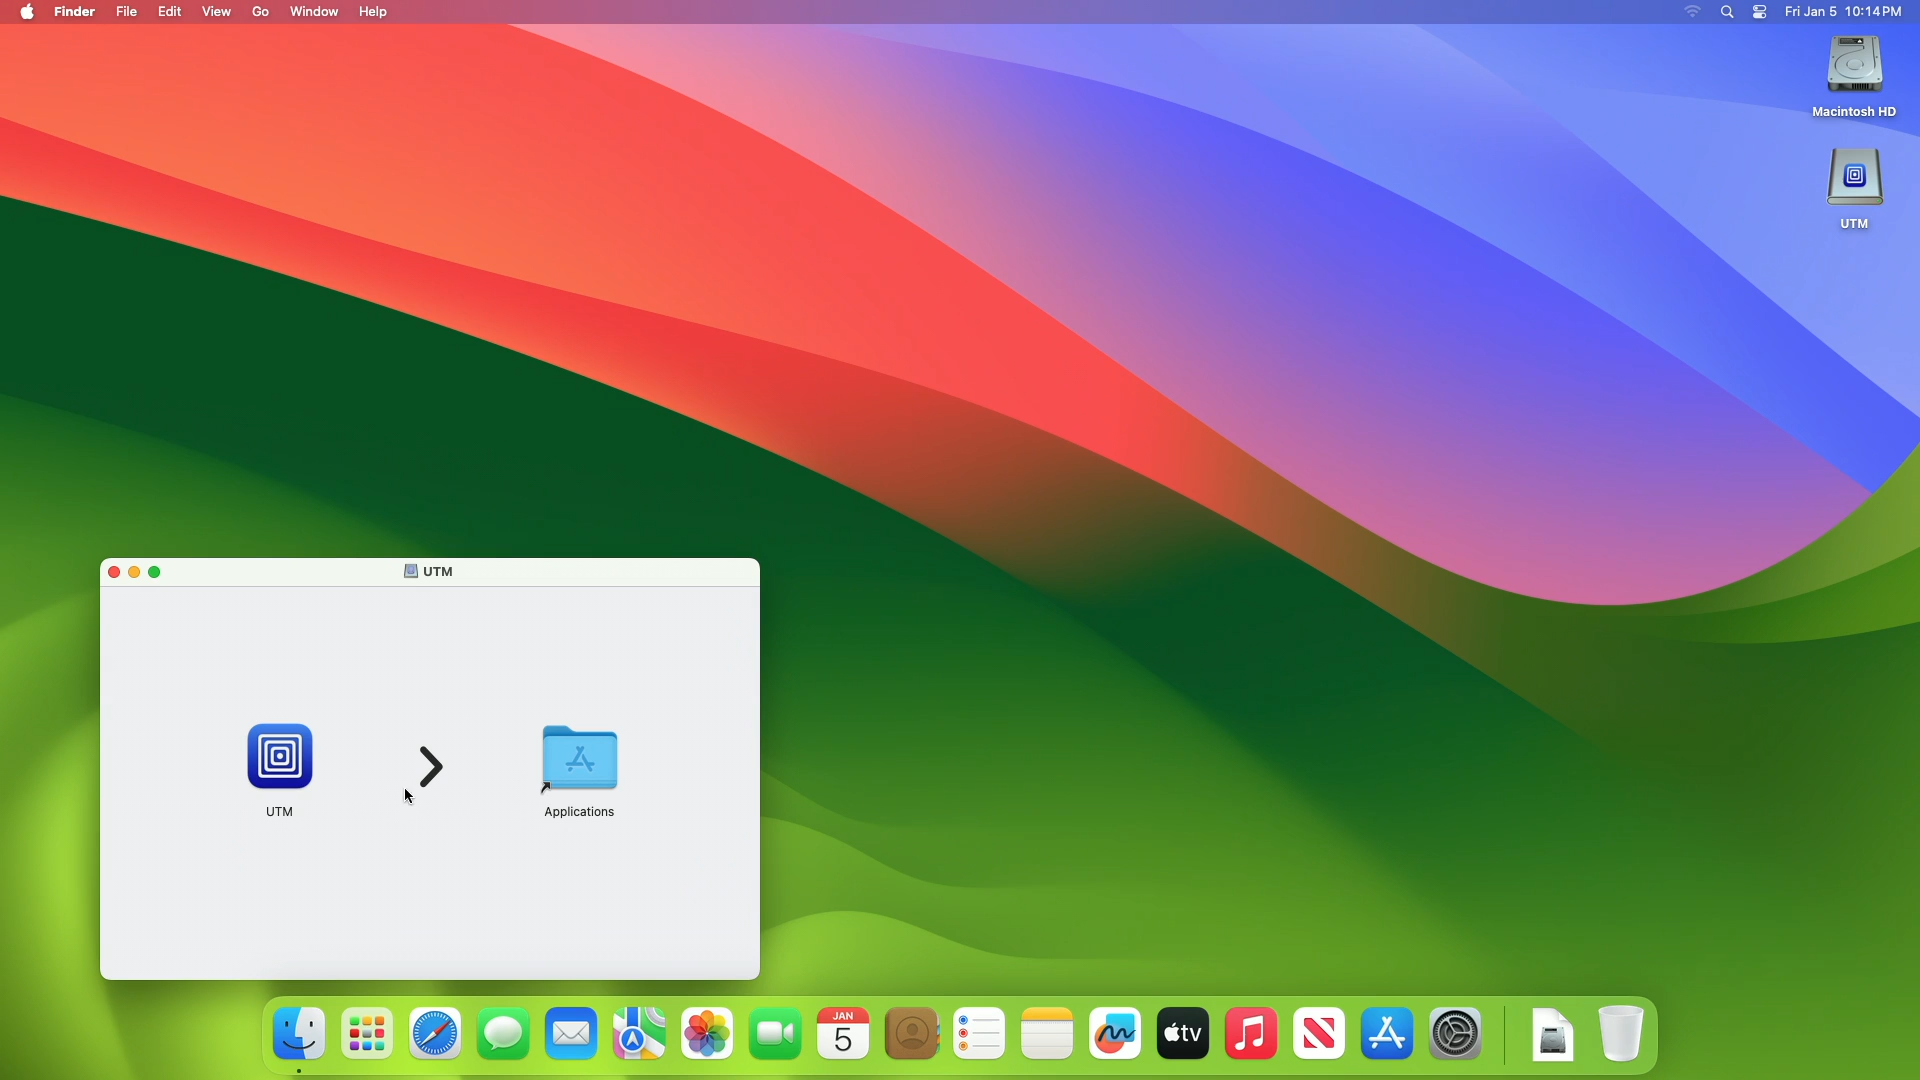 Finder File Edit View Go Window Help Fri Jan 5 10:14 PM
Macintosh HD
UTM
UTM
UTM
Applications
JAN
5
tv